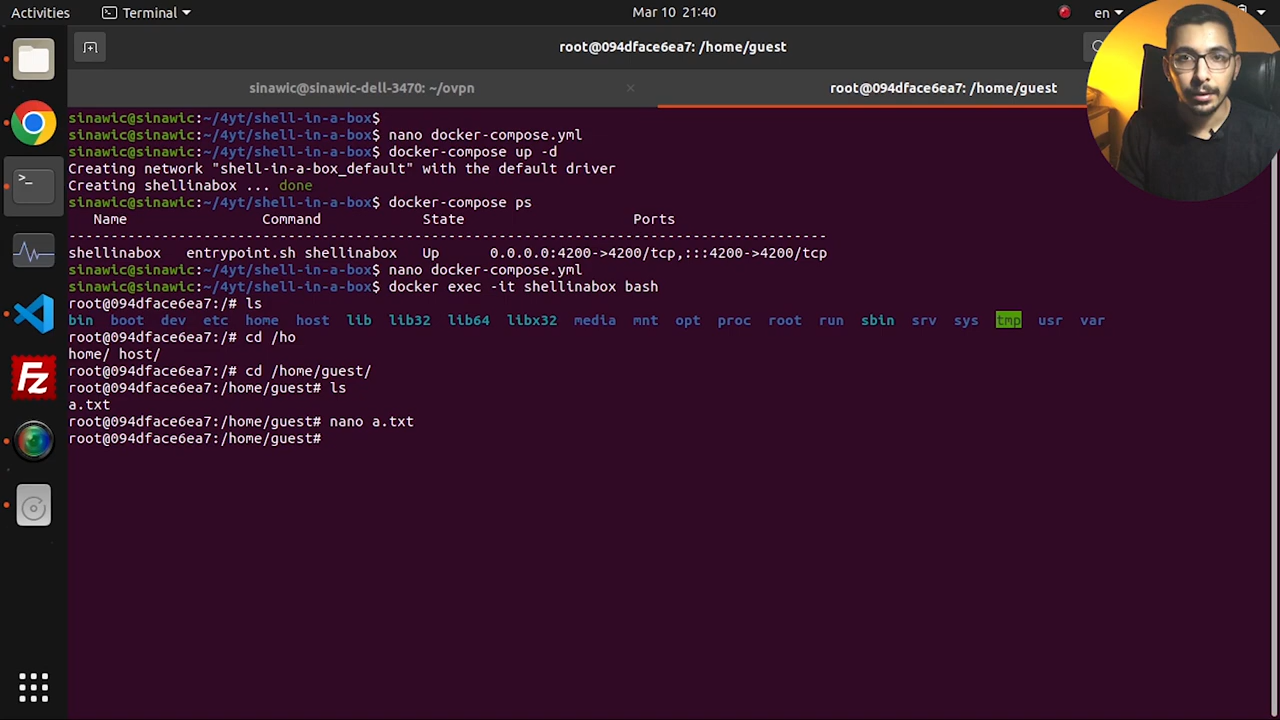 Activities
Terminal
Mar 10 21:40
en
root@094dface6ea7: /home/guest
sinawic@sinawic-dell-3470: ~/ovpn
root@094dface6ea7: /home/guest
sinawic@sinawic:~/4yt/shell-in-a-box$
sinawic@sinawic:~/4yt/shell-in-a-box$ nano docker-compose.yml
sinawic@sinawic:~/4yt/shell-in-a-box$ docker-compose up -d
Creating network "shell-in-a-box_default" with the default driver
Creating shellinabox ... done
sinawic@sinawic:~/4yt/shell-in-a-box$ docker-compose ps
Name Command State Ports
--------------------------------------------------------------------------------
shellinabox entrypoint.sh shellinabox Up 0.0.0.0:4200->4200/tcp,:::4200->4200/tcp
sinawic@sinawic:~/4yt/shell-in-a-box$ nano docker-compose.yml
sinawic@sinawic:~/4yt/shell-in-a-box$ docker exec -it shellinabox bash
root@094dface6ea7:/# ls
bin boot dev etc home host lib lib32 lib64 libx32 media mnt opt proc root run sbin srv sys tmp usr var
root@094dface6ea7:/# cd /ho
home/ host/
root@094dface6ea7:/# cd /home/guest/
root@094dface6ea7:/home/guest# ls
a.txt
root@094dface6ea7:/home/guest# nano a.txt
root@094dface6ea7:/home/guest#